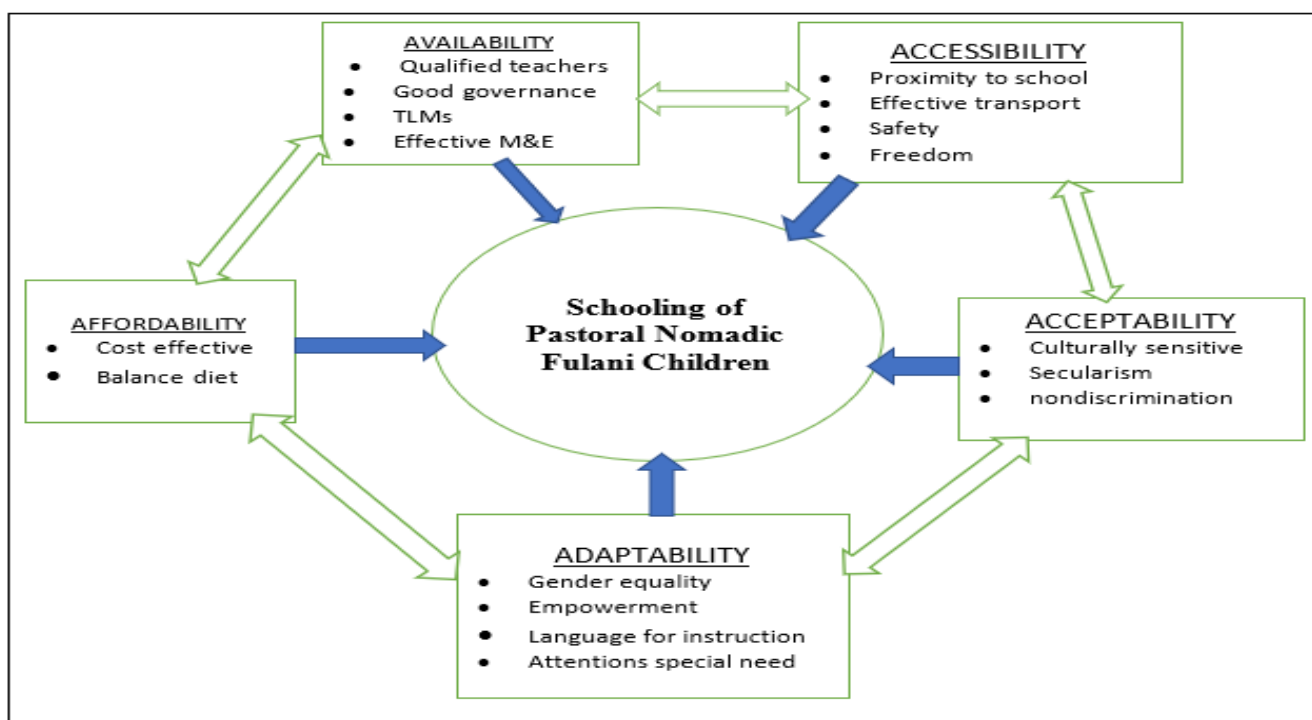 AVAILABILITY
Qualified teachers
Good governance
TLMs
Effective M&E
ACCESSIBILITY
Proximity to school
Effective transport
Safety
Freedom
AFFORDABILITY
Cost effective
Balance diet
Schooling of
Pastoral Nomadic
Fulani Children
ACCEPTABILITY
Culturally sensitive
Secularism
nondiscrimination
ADAPTABILITY
Gender equality
Empowerment
Language for instruction
Attentions special need